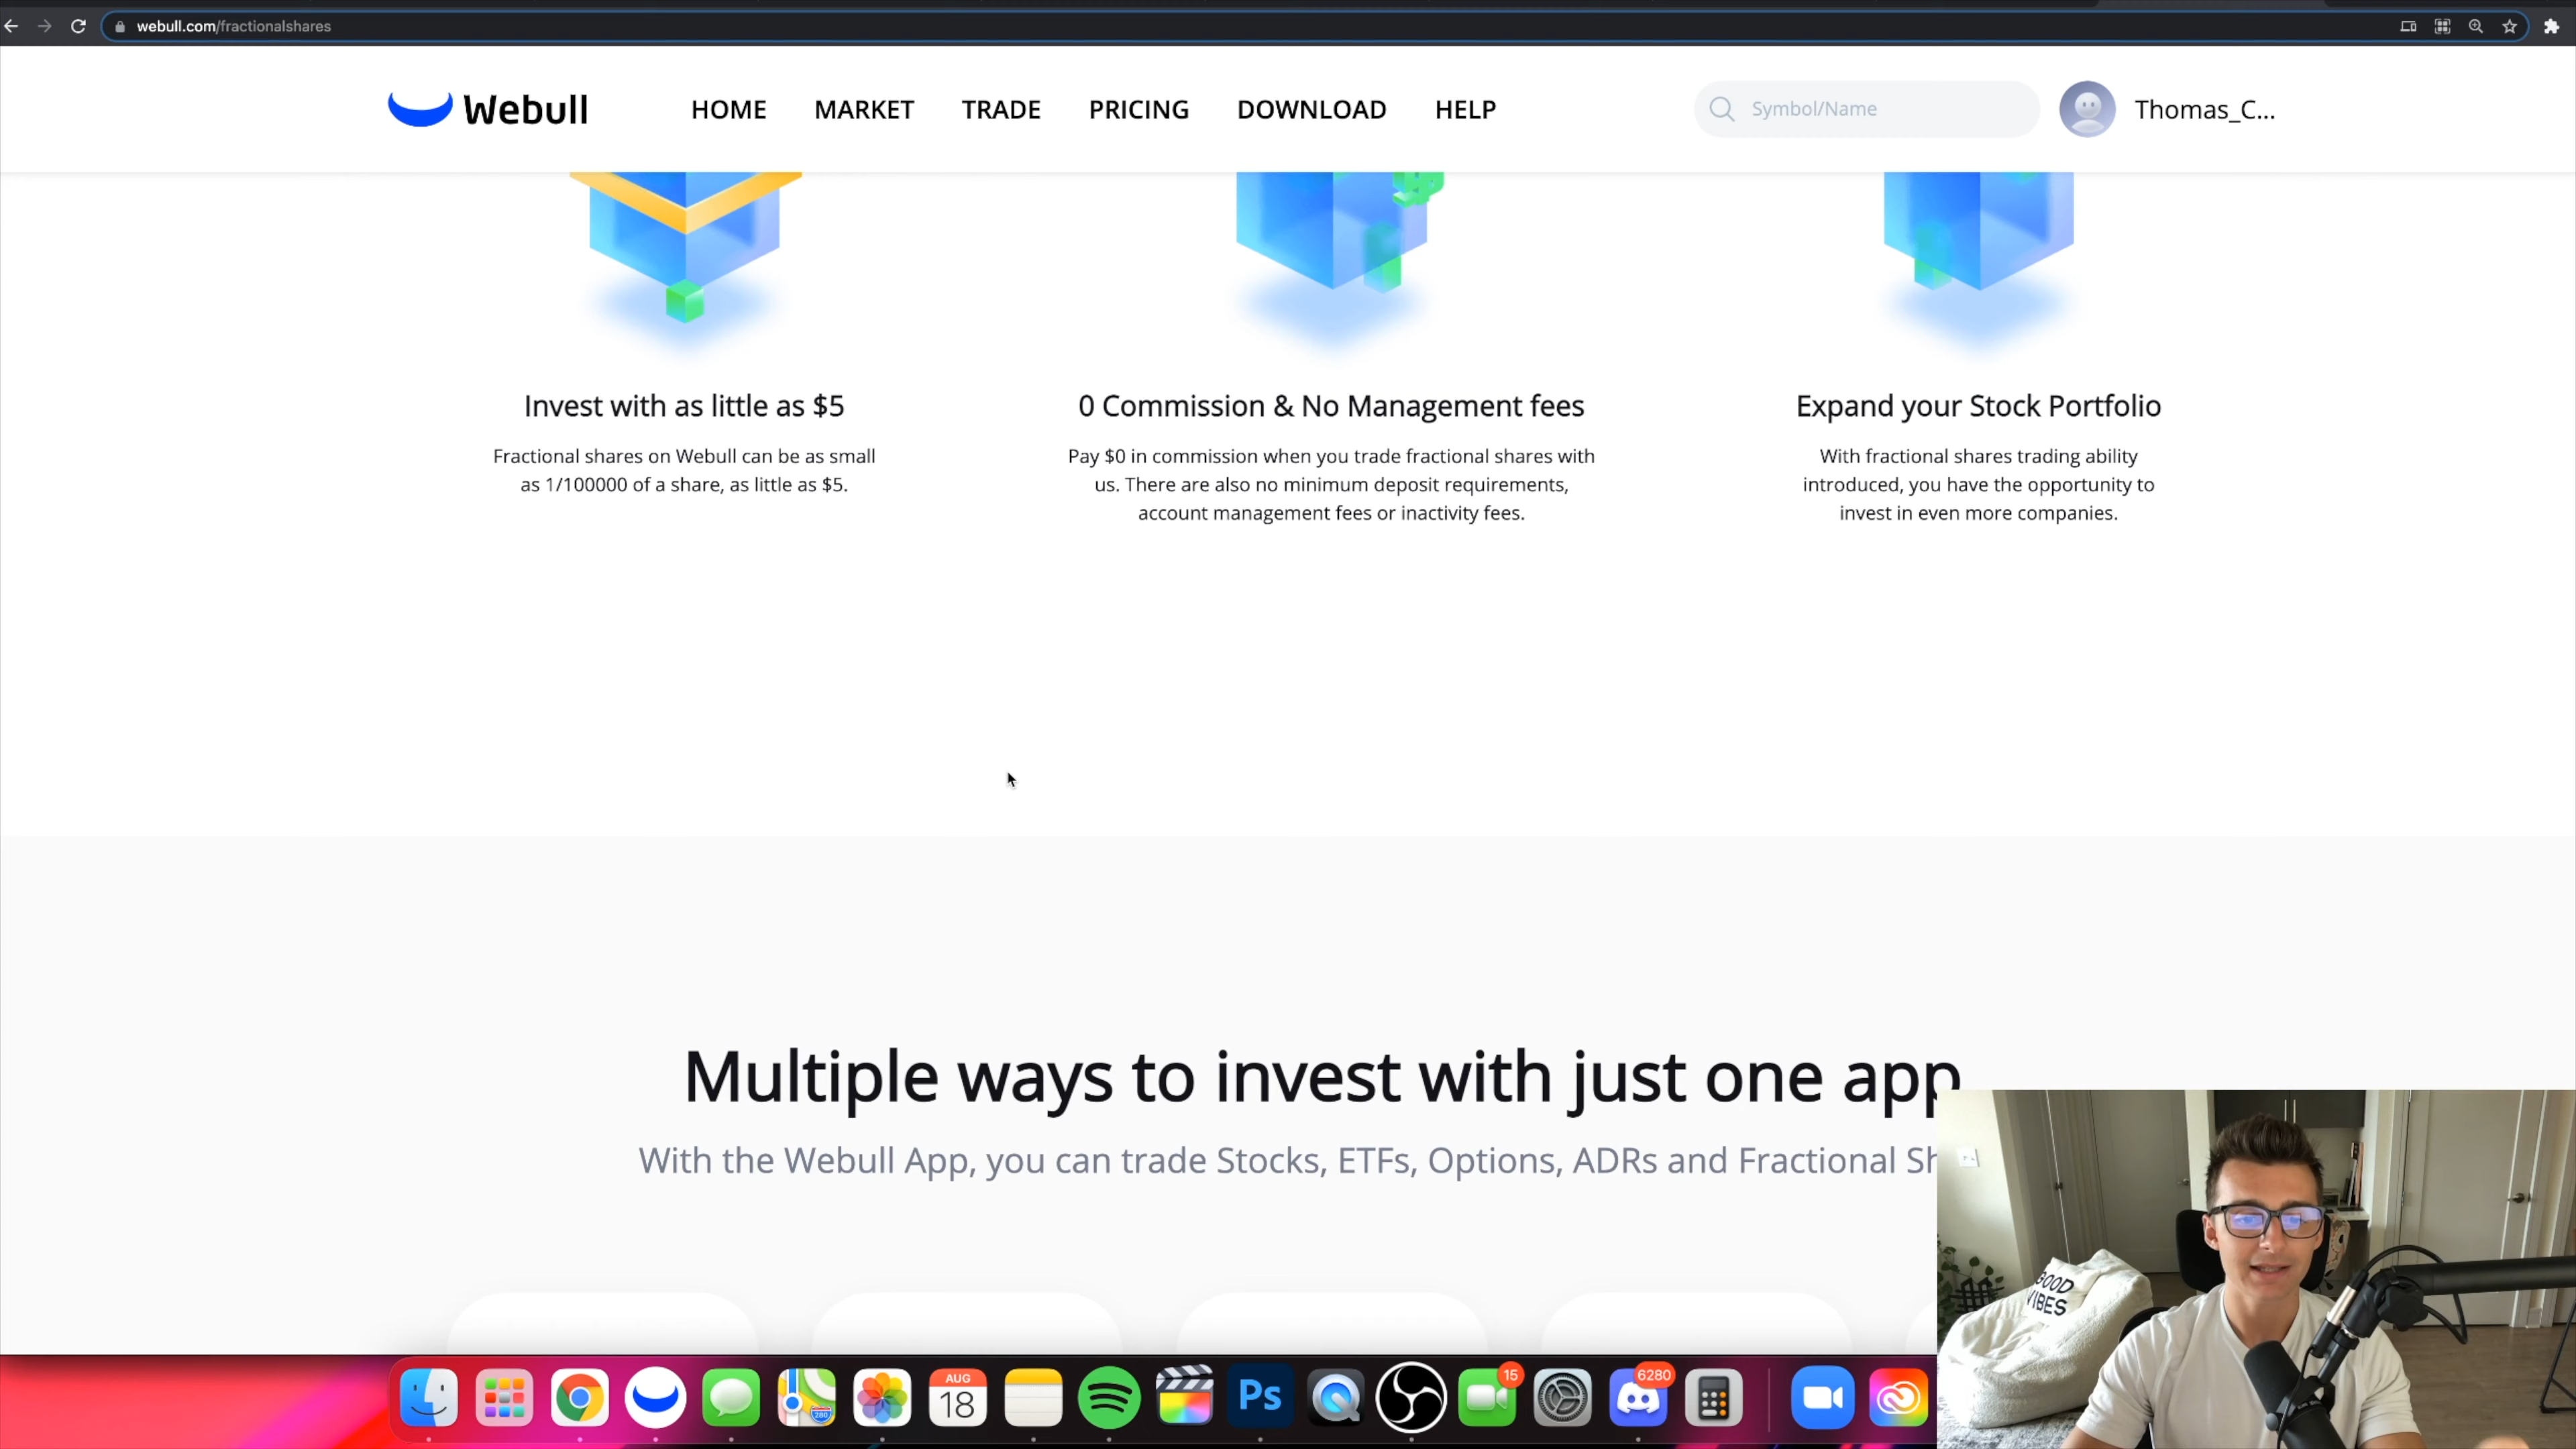 webull.com/fractionalshares
Webull
HOME
MARKET
TRADE
PRICING
DOWNLOAD
HELP
Symbol/Name
Thomas_C...
Invest with as little as $5
Fractional shares on Webull can be as small
as 1/100000 of a share, as little as $5.
0 Commission & No Management fees
Pay $0 in commission when you trade fractional shares with
us. There are also no minimum deposit requirements,
account management fees or inactivity fees.
Expand your Stock Portfolio
With fractional shares trading ability
introduced, you have the opportunity to
invest in even more companies.
Multiple ways to invest with just one app
With the Webull App, you can trade Stocks, ETFs, Options, ADRs and Fractional Sh
GOOD
VIBES
280
AUG
18
Ps
15
6280